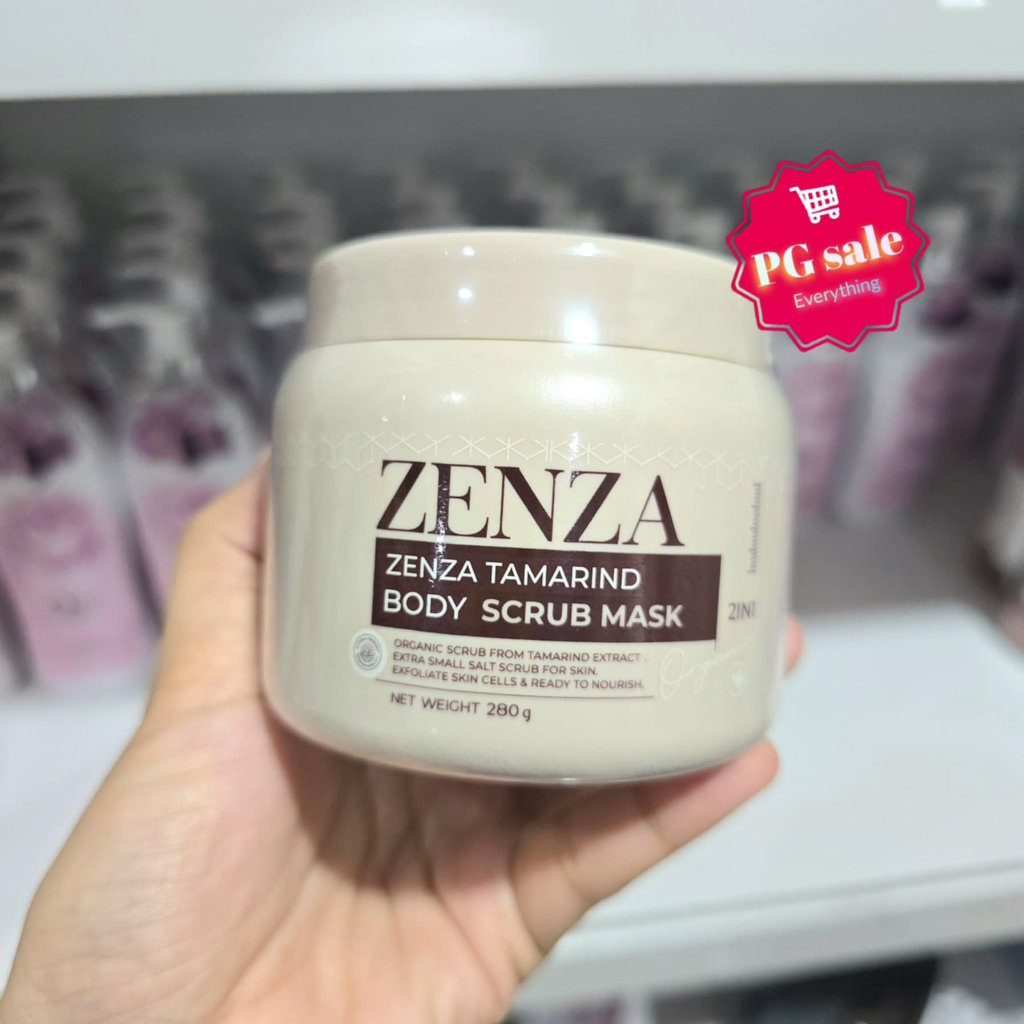 PG sale
Everything
ZENZA
ZENZA TAMARIND
BODY SCRUB MASK
2IN1
ORGANIC SCRUB FROM TAMARIND EXTRACT.
EXTRA SMALL SALT SCRUB FOR SKIN.
EXFOLIATE SKIN CELLS & READY TO NOURISH.
NET WEIGHT 280g